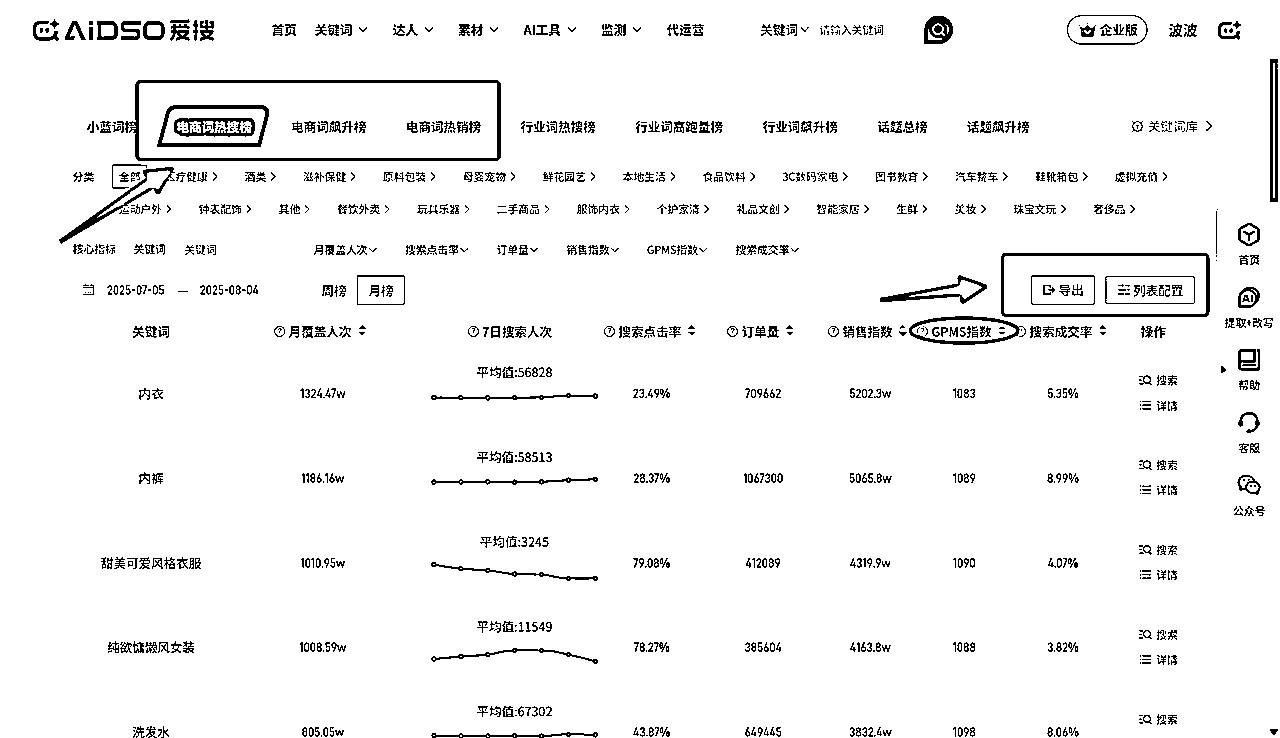 AiDSO 爱搜 首页 关键词 达人 素材 AI工具 监测 代运营 关键词 请输入关键词 企业版 波波
小蓝词榜 电商词热搜榜 电商词飙升榜 电商词热销榜 行业词热搜榜 行业词高跑量榜 行业词飙升榜 话题总榜 话题飙升榜 关键词库
分类 全部 医疗健康 酒类 滋补保健 原料包装 母婴宠物 鲜花园艺 本地生活 食品饮料 3C数码家电 图书教育 汽车整车 鞋靴箱包 虚拟充值
运动户外 钟表配饰 其他 餐饮外卖 玩具乐器 二手商品 服饰内衣 个护家清 礼品文创 智能家居 生鲜 美妆 珠宝文玩 奢侈品
核心指标 关键词 关键词 月覆盖人次 搜索点击率 订单量 销售指数 GPMS指数 搜索成交率
2025-07-05 — 2025-08-04 周榜 月榜 导出 列表配置
关键词 月覆盖人次 7日搜索人次 搜索点击率 订单量 销售指数 GPMS指数 搜索成交率 操作
内衣 1324.47w 平均值:56828 23.49% 709662 5202.3w 1083 5.35% 搜索 详情
内裤 1186.16w 平均值:58513 28.37% 1067300 5065.8w 1089 8.99% 搜索 详情
甜美可爱风格衣服 1010.95w 平均值:3245 79.08% 412089 4319.9w 1090 4.07% 搜索 详情
纯欲慵懒风女装 1008.59w 平均值:11549 78.27% 385604 4163.8w 1088 3.82% 搜索 详情
洗发水 805.05w 平均值:67302 43.87% 649445 3832.4w 1098 8.06% 搜索
首页
提取+改写
帮助
客服
公众号